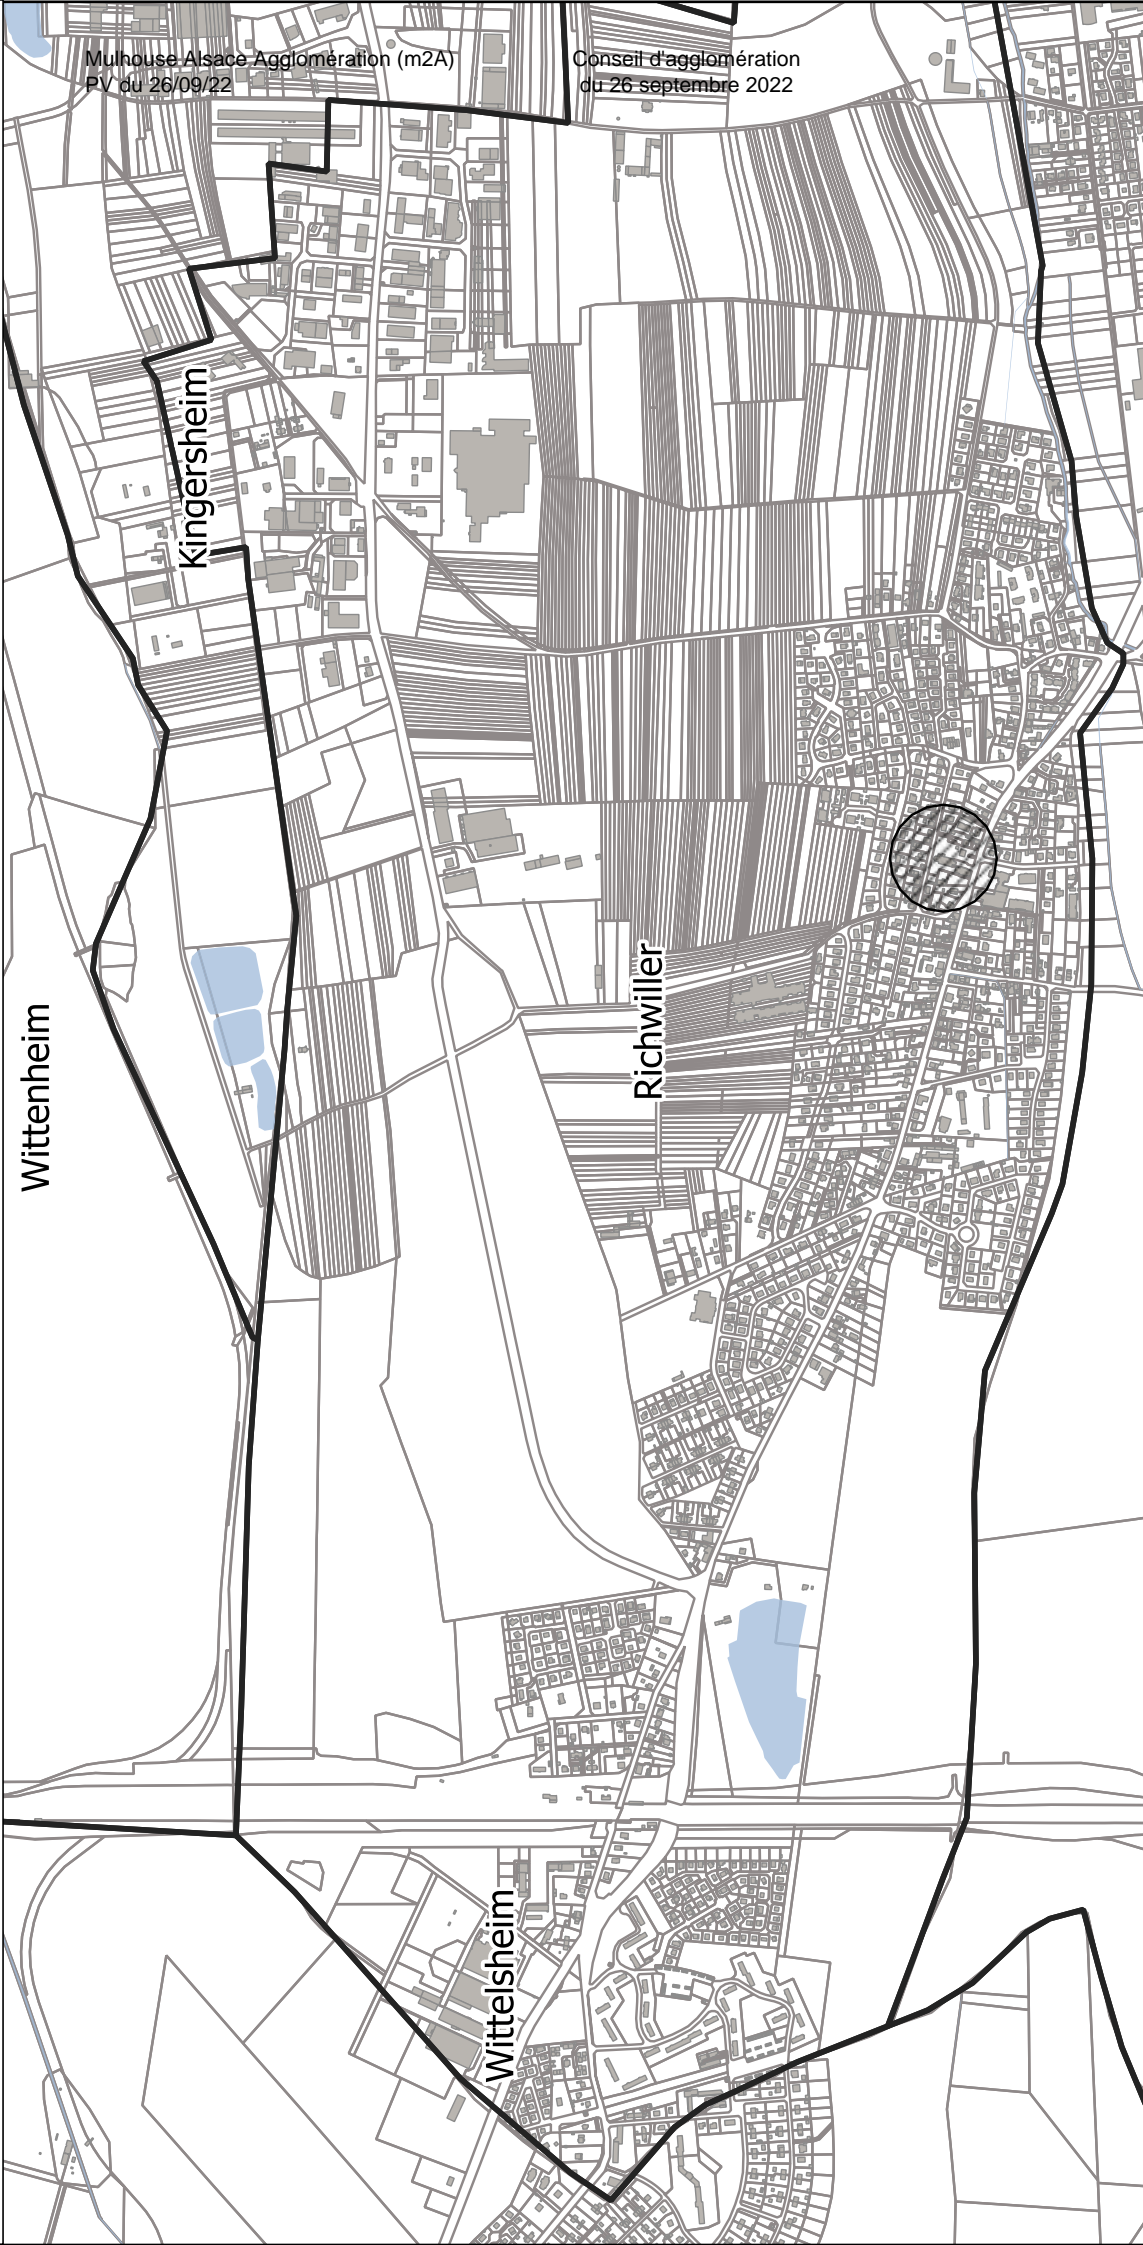 Mulhouse Alsace Agglomération (m2A)
PV du 26/09/22
Conseil d'agglomération
du 26 septembre 2022
Kingersheim
Wittenheim
Richwiller
Wittelsheim